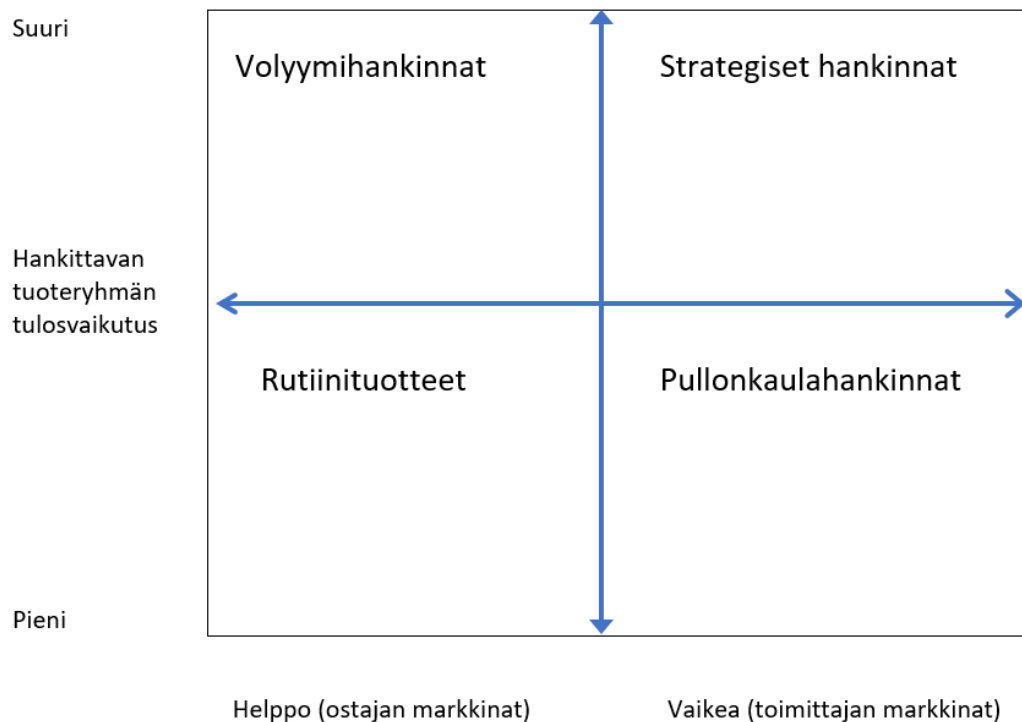 Suuri
Volyymihankinnat
Strategiset hankinnat
Hankittavan
tuoteryhmän
tulosvaikutus
Rutiinituotteet
Pullonkaulahankinnat
Pieni
Helppo (ostajan markkinat)
Vaikea (toimittajan markkinat)